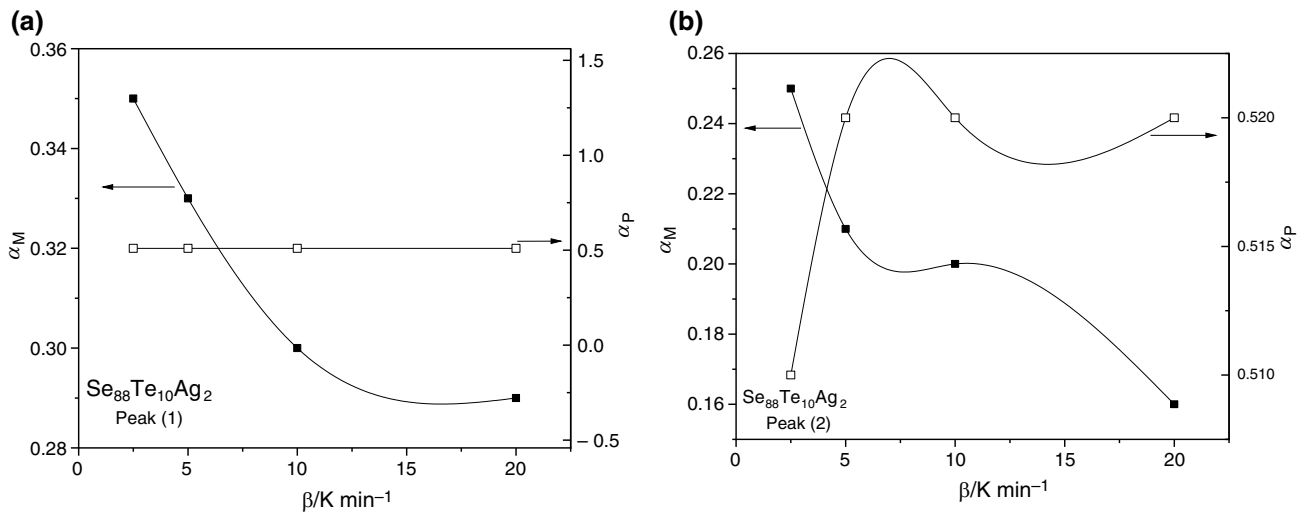 (a)
0.36
0.34
0.32
0.30
0.28
α_M
1.5
1.0
0.5
0.0
−0.5
α_P
Se₈₈Te₁₀Ag₂
Peak (1)
0 5 10 15 20
β/K min⁻¹
(b)
0.26
0.24
0.22
0.20
0.18
0.16
α_M
0.520
0.515
0.510
α_P
Se₈₈Te₁₀Ag₂
Peak (2)
0 5 10 15 20
β/K min⁻¹